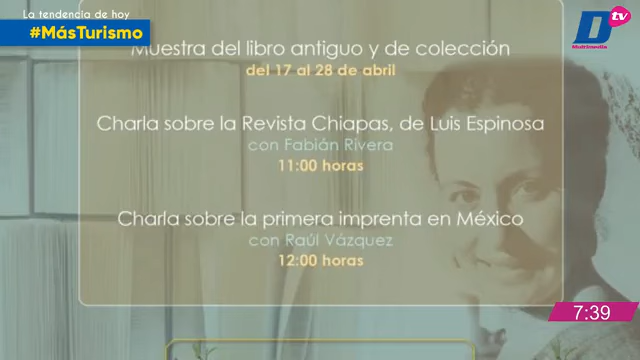 La tendencia de hoy
#MásTurismo
D tv
Multimedia
Muestra del libro antiguo y de colección
del 17 al 28 de abril
Charla sobre la Revista Chiapas, de Luis Espinosa
con Fabián Rivera
11:00 horas
Charla sobre la primera imprenta en México
con Raúl Vázquez
12:00 horas
7:39